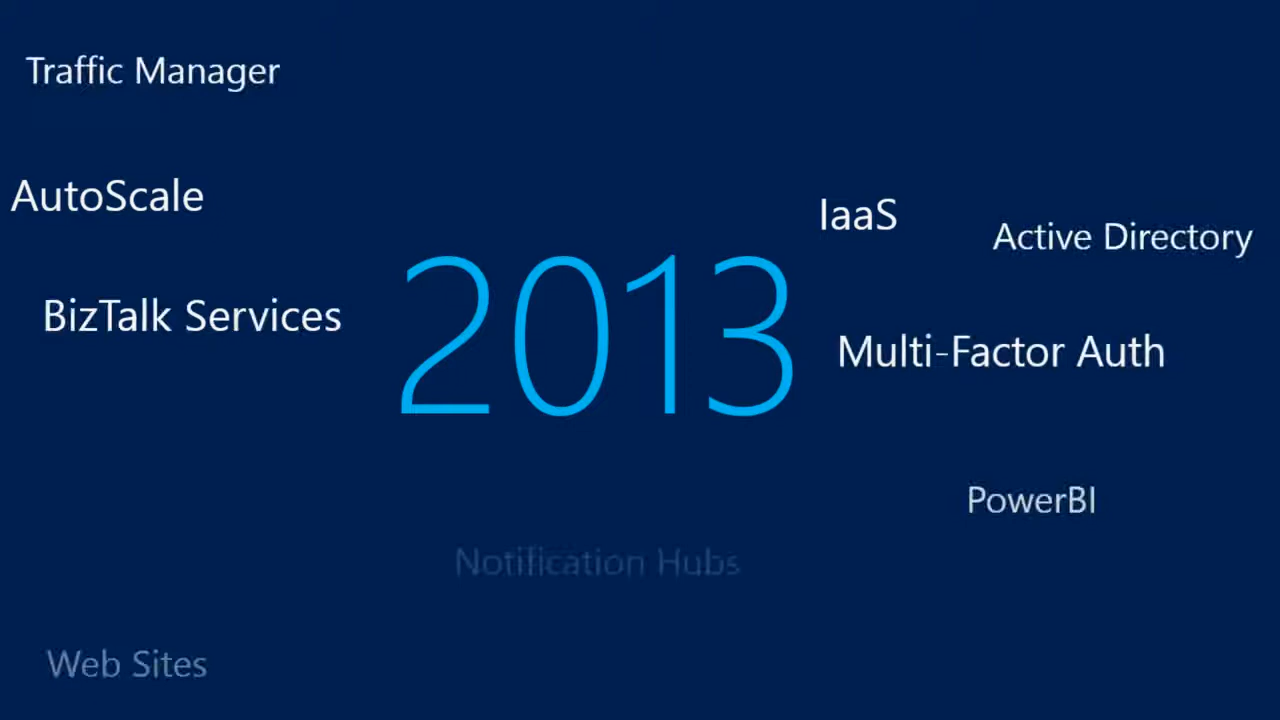 Traffic Manager
AutoScale
IaaS
Active Directory
BizTalk Services
2013
Multi-Factor Auth
PowerBI
Notification Hubs
Web Sites